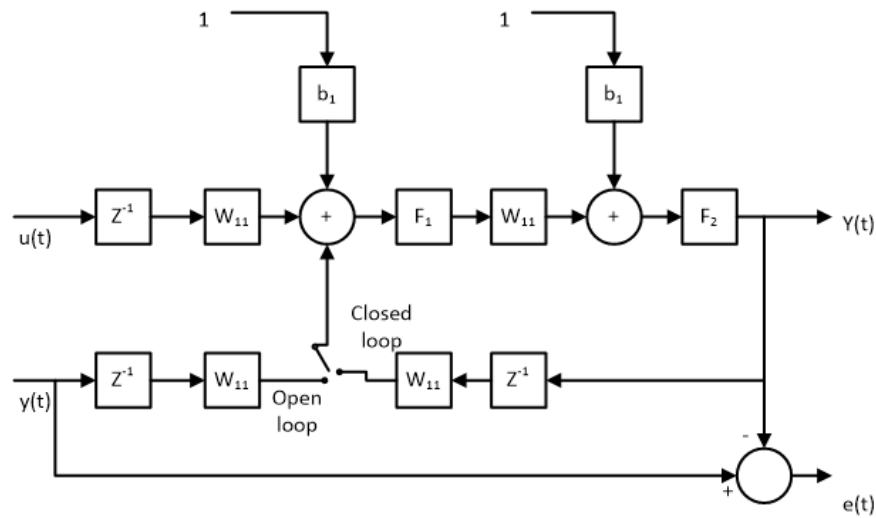 1
1
b₁
b₁
Z⁻¹
W₁₁
+
F₁
W₁₁
+
F₂
u(t)
Y(t)
Closed
loop
Z⁻¹
W₁₁
W₁₁
Z⁻¹
y(t)
Open
loop
-
+
e(t)